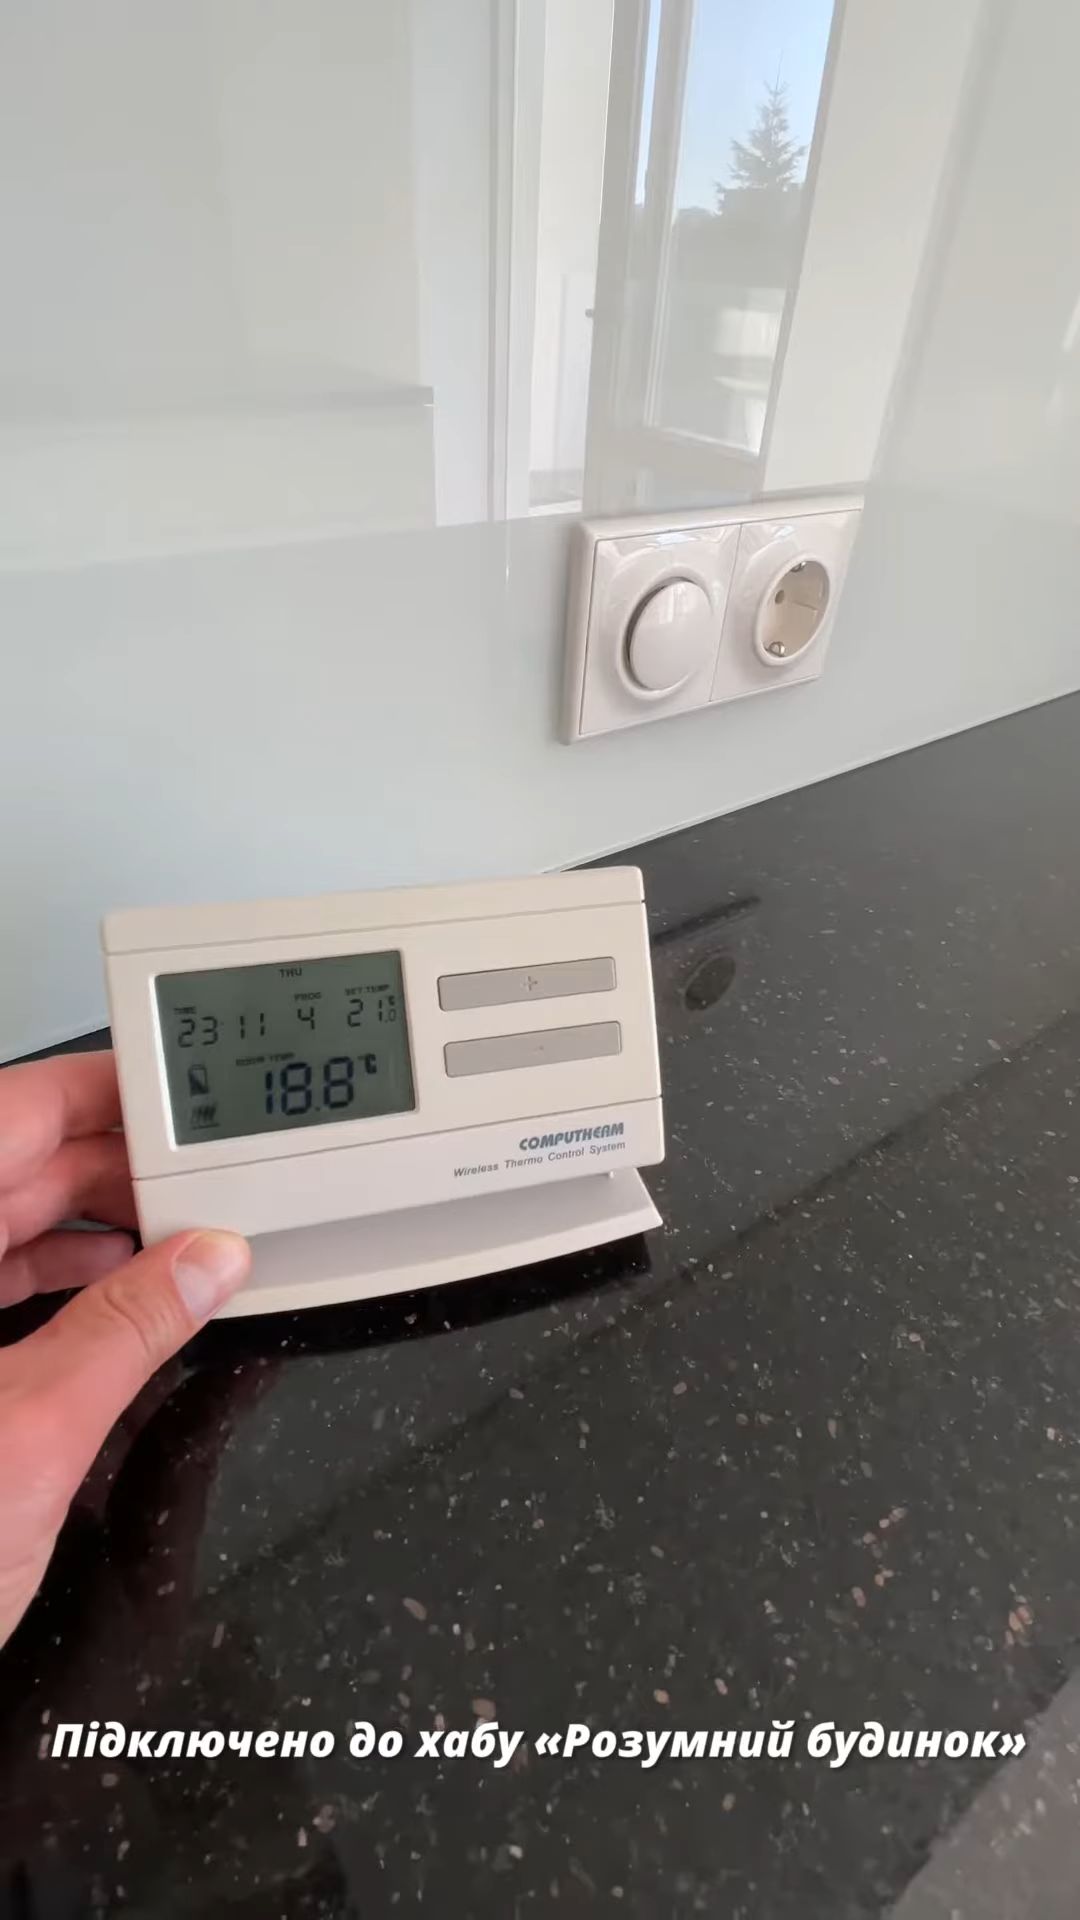 THU
TIME
PROG
SET TEMP
23:11 4 21.0 °C
ROOM TEMP
18.8 °C
+
-
COMPUTHERM
Wireless Thermo Control System
Підключено до хабу «Розумний будинок»